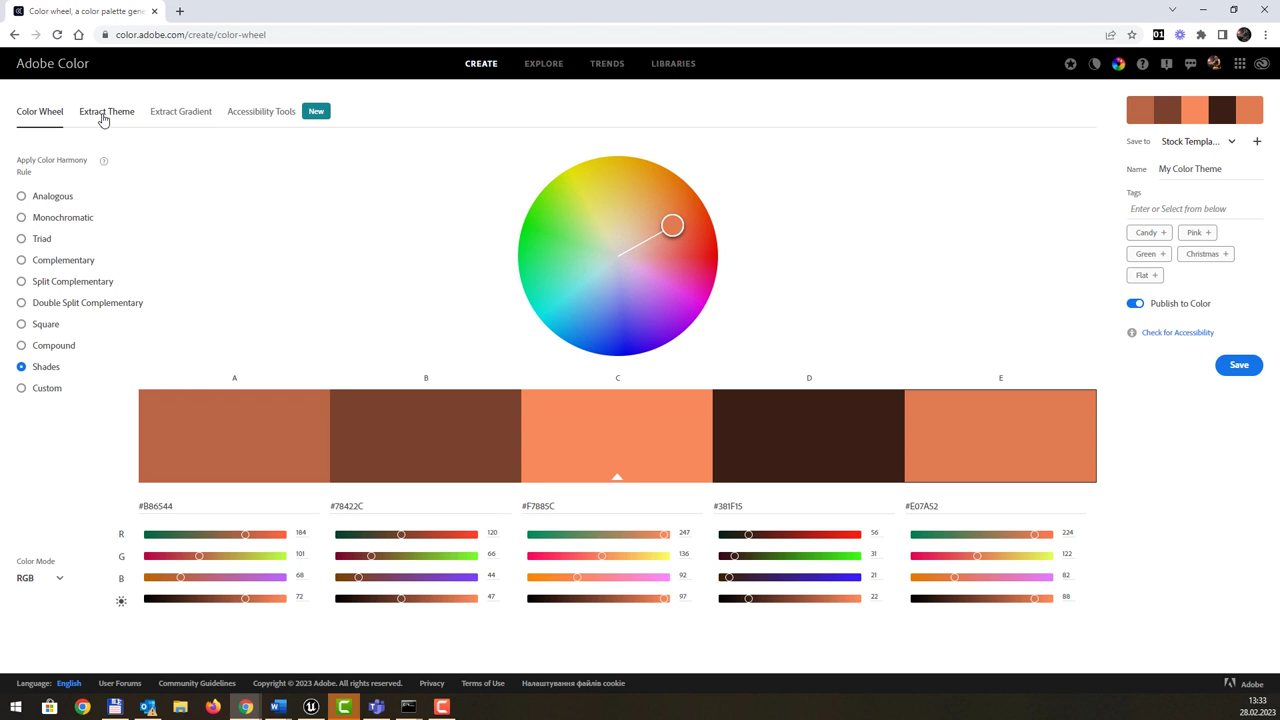 Color wheel, a color palette gene
color.adobe.com/create/color-wheel
01
Adobe Color
CREATE
EXPLORE
TRENDS
LIBRARIES
Color Wheel
Extract Theme
Extract Gradient
Accessibility Tools
New
Apply Color Harmony
Rule
Analogous
Monochromatic
Triad
Complementary
Split Complementary
Double Split Complementary
Square
Compound
Shades
Custom
Save to
Stock Templa...
Name
My Color Theme
Tags
Enter or Select from below
Candy +
Pink +
Green +
Christmas +
Flat +
Publish to Color
Check for Accessibility
Save
A B C D E
#B86544 #78422C #F7885C #381F15 #E07A52
R 184 120 247 56 224
G 101 66 136 31 122
B 68 44 92 21 82
72 47 97 22 88
Color Mode
RGB
Language: English User Forums Community Guidelines Copyright © 2023 Adobe. All rights reserved. Privacy Terms of Use Налаштування файлів cookie
Adobe
13:33
28.02.2023